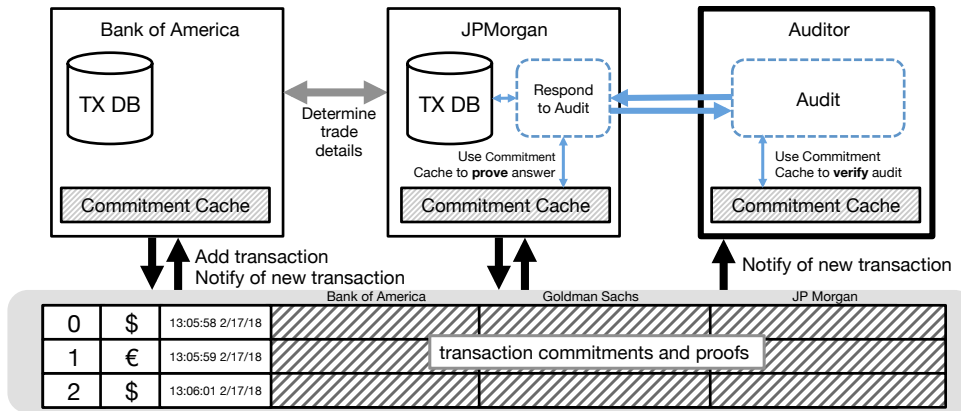 Bank of America
JPMorgan
Auditor
TX DB
Determine
trade
details
TX DB
Respond
to Audit
Audit
Use Commitment
Cache to prove answer
Use Commitment
Cache to verify audit
Commitment Cache
Commitment Cache
Commitment Cache
Add transaction
Notify of new transaction
Notify of new transaction
Bank of America
Goldman Sachs
JP Morgan
0 $ 13:05:58 2/17/18
1 € 13:05:59 2/17/18
transaction commitments and proofs
2 $ 13:06:01 2/17/18